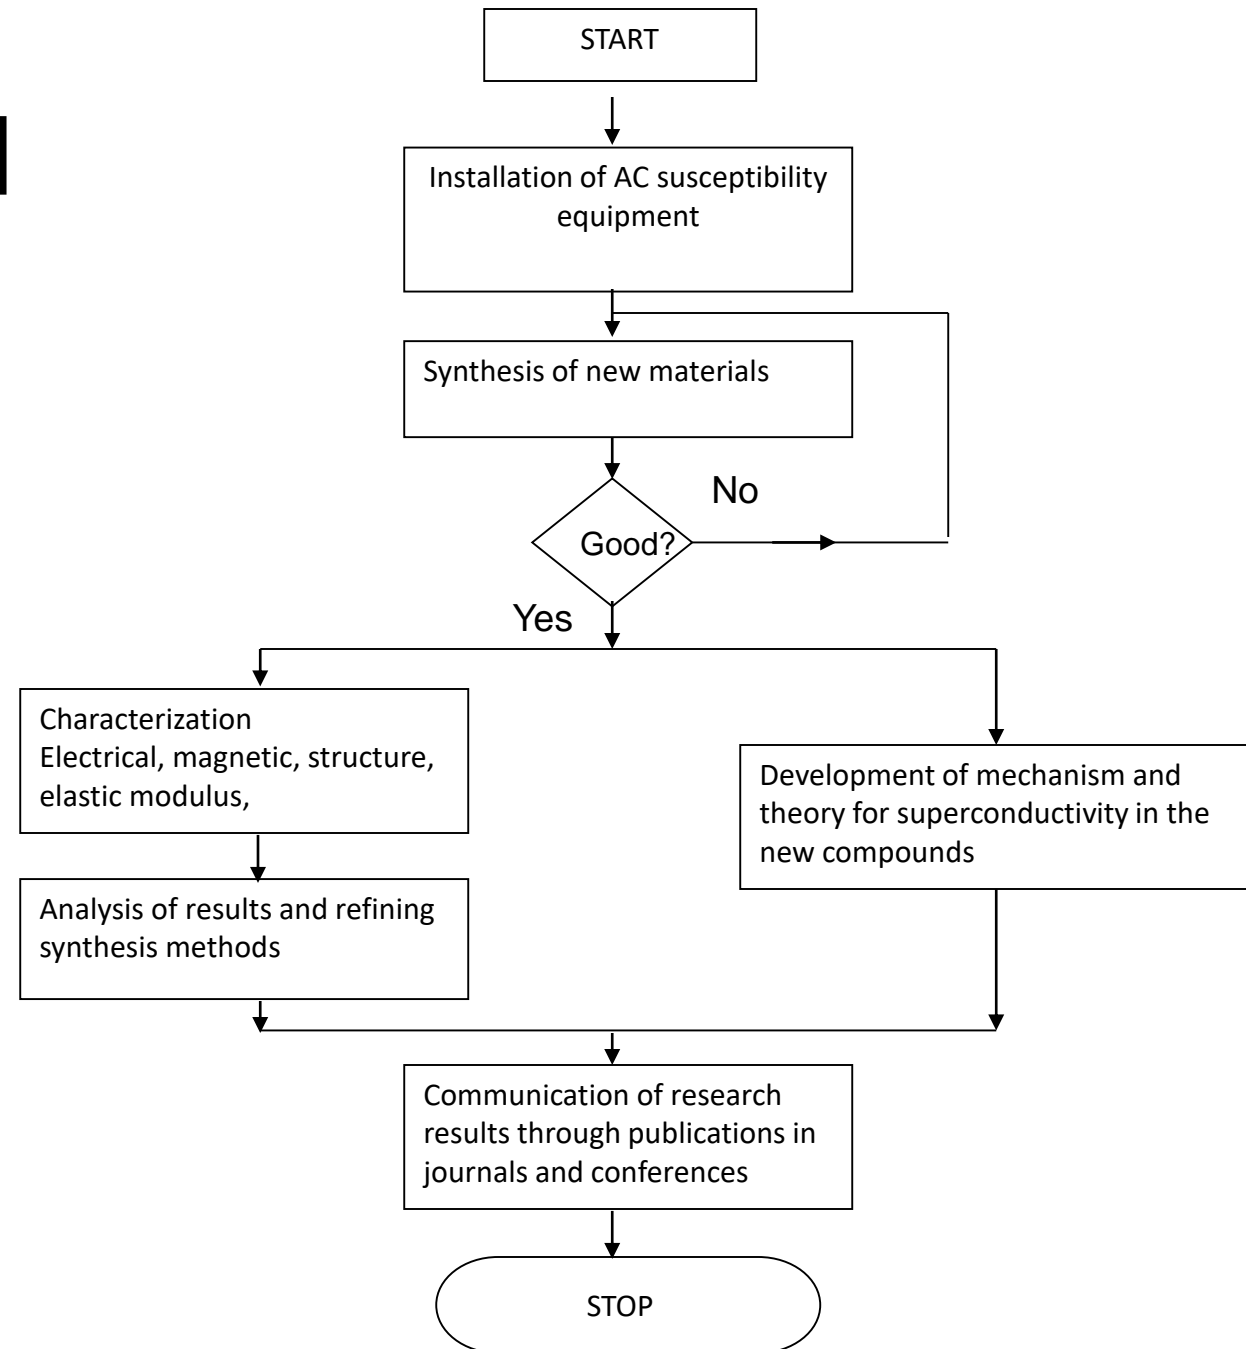 START
Installation of AC susceptibility
equipment
Synthesis of new materials
No
Good?
Yes
Characterization
Electrical, magnetic, structure,
elastic modulus,
Development of mechanism and
theory for superconductivity in the
new compounds
Analysis of results and refining
synthesis methods
Communication of research
results through publications in
journals and conferences
STOP